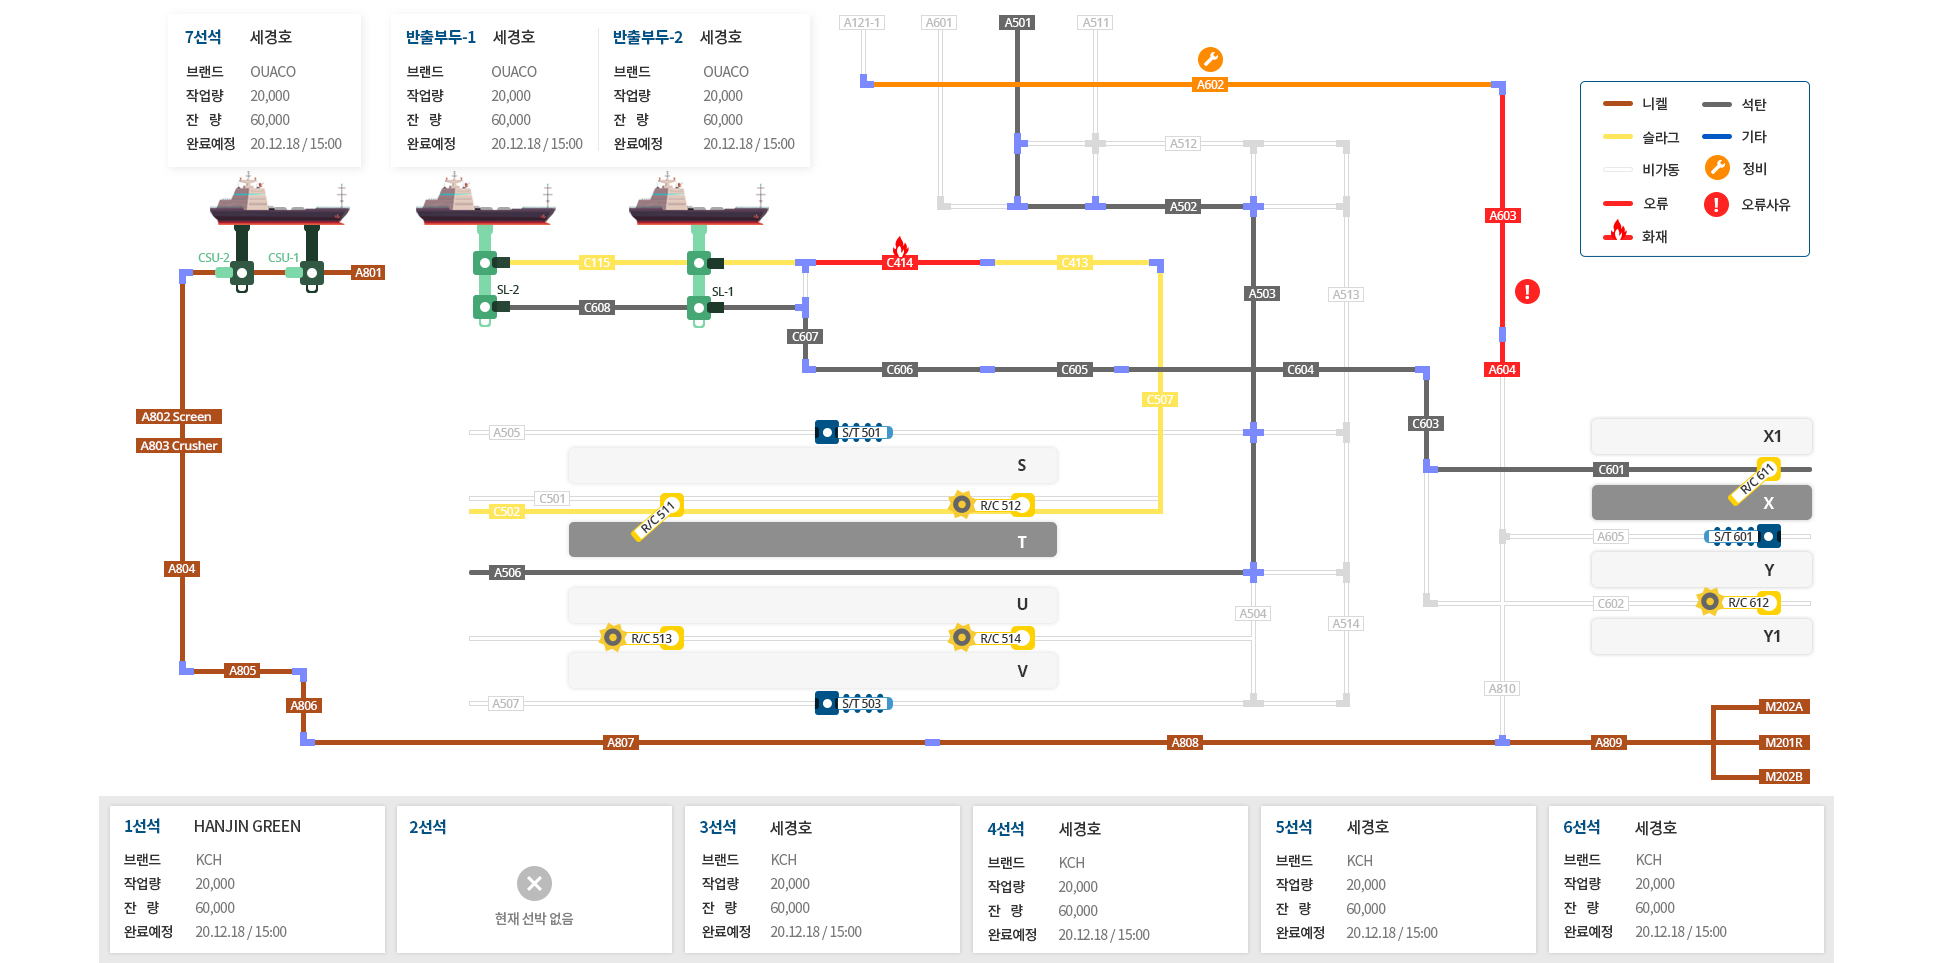 7선석 세경호
브랜드 OUACO
작업량 20,000
잔 량 60,000
완료예정 20.12.18 / 15:00
반출부두-1 세경호
브랜드 OUACO
작업량 20,000
잔 량 60,000
완료예정 20.12.18 / 15:00
반출부두-2 세경호
브랜드 OUACO
작업량 20,000
잔 량 60,000
완료예정 20.12.18 / 15:00
A121-1
A601
A501
A511
A602
A512
A502
A603
니켈
석탄
슬라그
기타
비가동
정비
오류
오류사유
화재
CSU-2
CSU-1
A801
C115
C414
C413
SL-2
SL-1
C608
A503
A513
C607
C606
C605
C604
A604
C507
A802 Screen
A803 Crusher
C603
A505
S/T 501
X1
S
C601
R/C 611
C501
C502
R/C 511
R/C 512
X
T
A605
S/T 601
A804
A506
Y
U
C602
R/C 612
A504
A514
R/C 513
R/C 514
Y1
A805
V
A810
A806
A507
S/T 503
M202A
A807
A808
A809
M201R
M202B
1선석 HANJIN GREEN
브랜드 KCH
작업량 20,000
잔 량 60,000
완료예정 20.12.18 / 15:00
2선석
현재 선박 없음
3선석 세경호
브랜드 KCH
작업량 20,000
잔 량 60,000
완료예정 20.12.18 / 15:00
4선석 세경호
브랜드 KCH
작업량 20,000
잔 량 60,000
완료예정 20.12.18 / 15:00
5선석 세경호
브랜드 KCH
작업량 20,000
잔 량 60,000
완료예정 20.12.18 / 15:00
6선석 세경호
브랜드 KCH
작업량 20,000
잔 량 60,000
완료예정 20.12.18 / 15:00